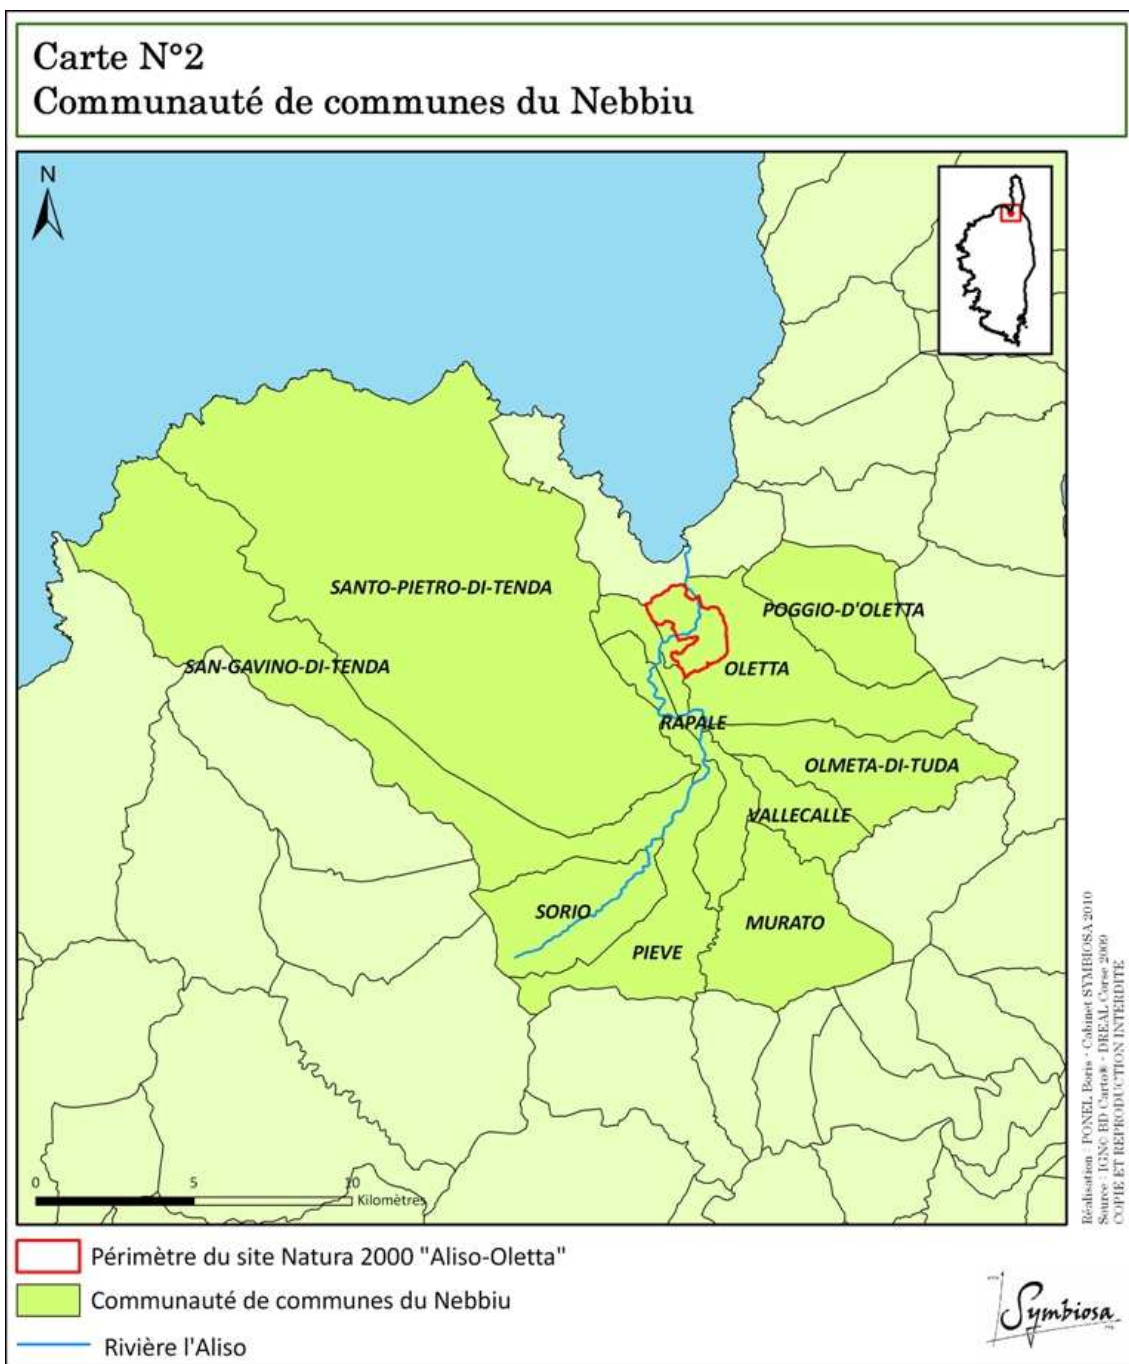 Carte N°2
Communauté de communes du Nebbiu
N
SANTO-PIETRO-DI-TENDA
POGGIO-D'OLETTA
SAN-GAVINO-DI-TENDA
OLETTA
RAPALE
OLMETA-DI-TUDA
VALLECALLE
SORIO
MURATO
PIEVE
0 5 10
Kilomètres
Réalisation : PONEL Boris - Cabinet SYMBIOSA 2010
Source : IGN© BD Carto® - DREAL Corse 2009
COPIE ET REPRODUCTION INTERDITE
Périmètre du site Natura 2000 "Aliso-Oletta"
Communauté de communes du Nebbiu
Rivière l'Aliso
Symbiosa